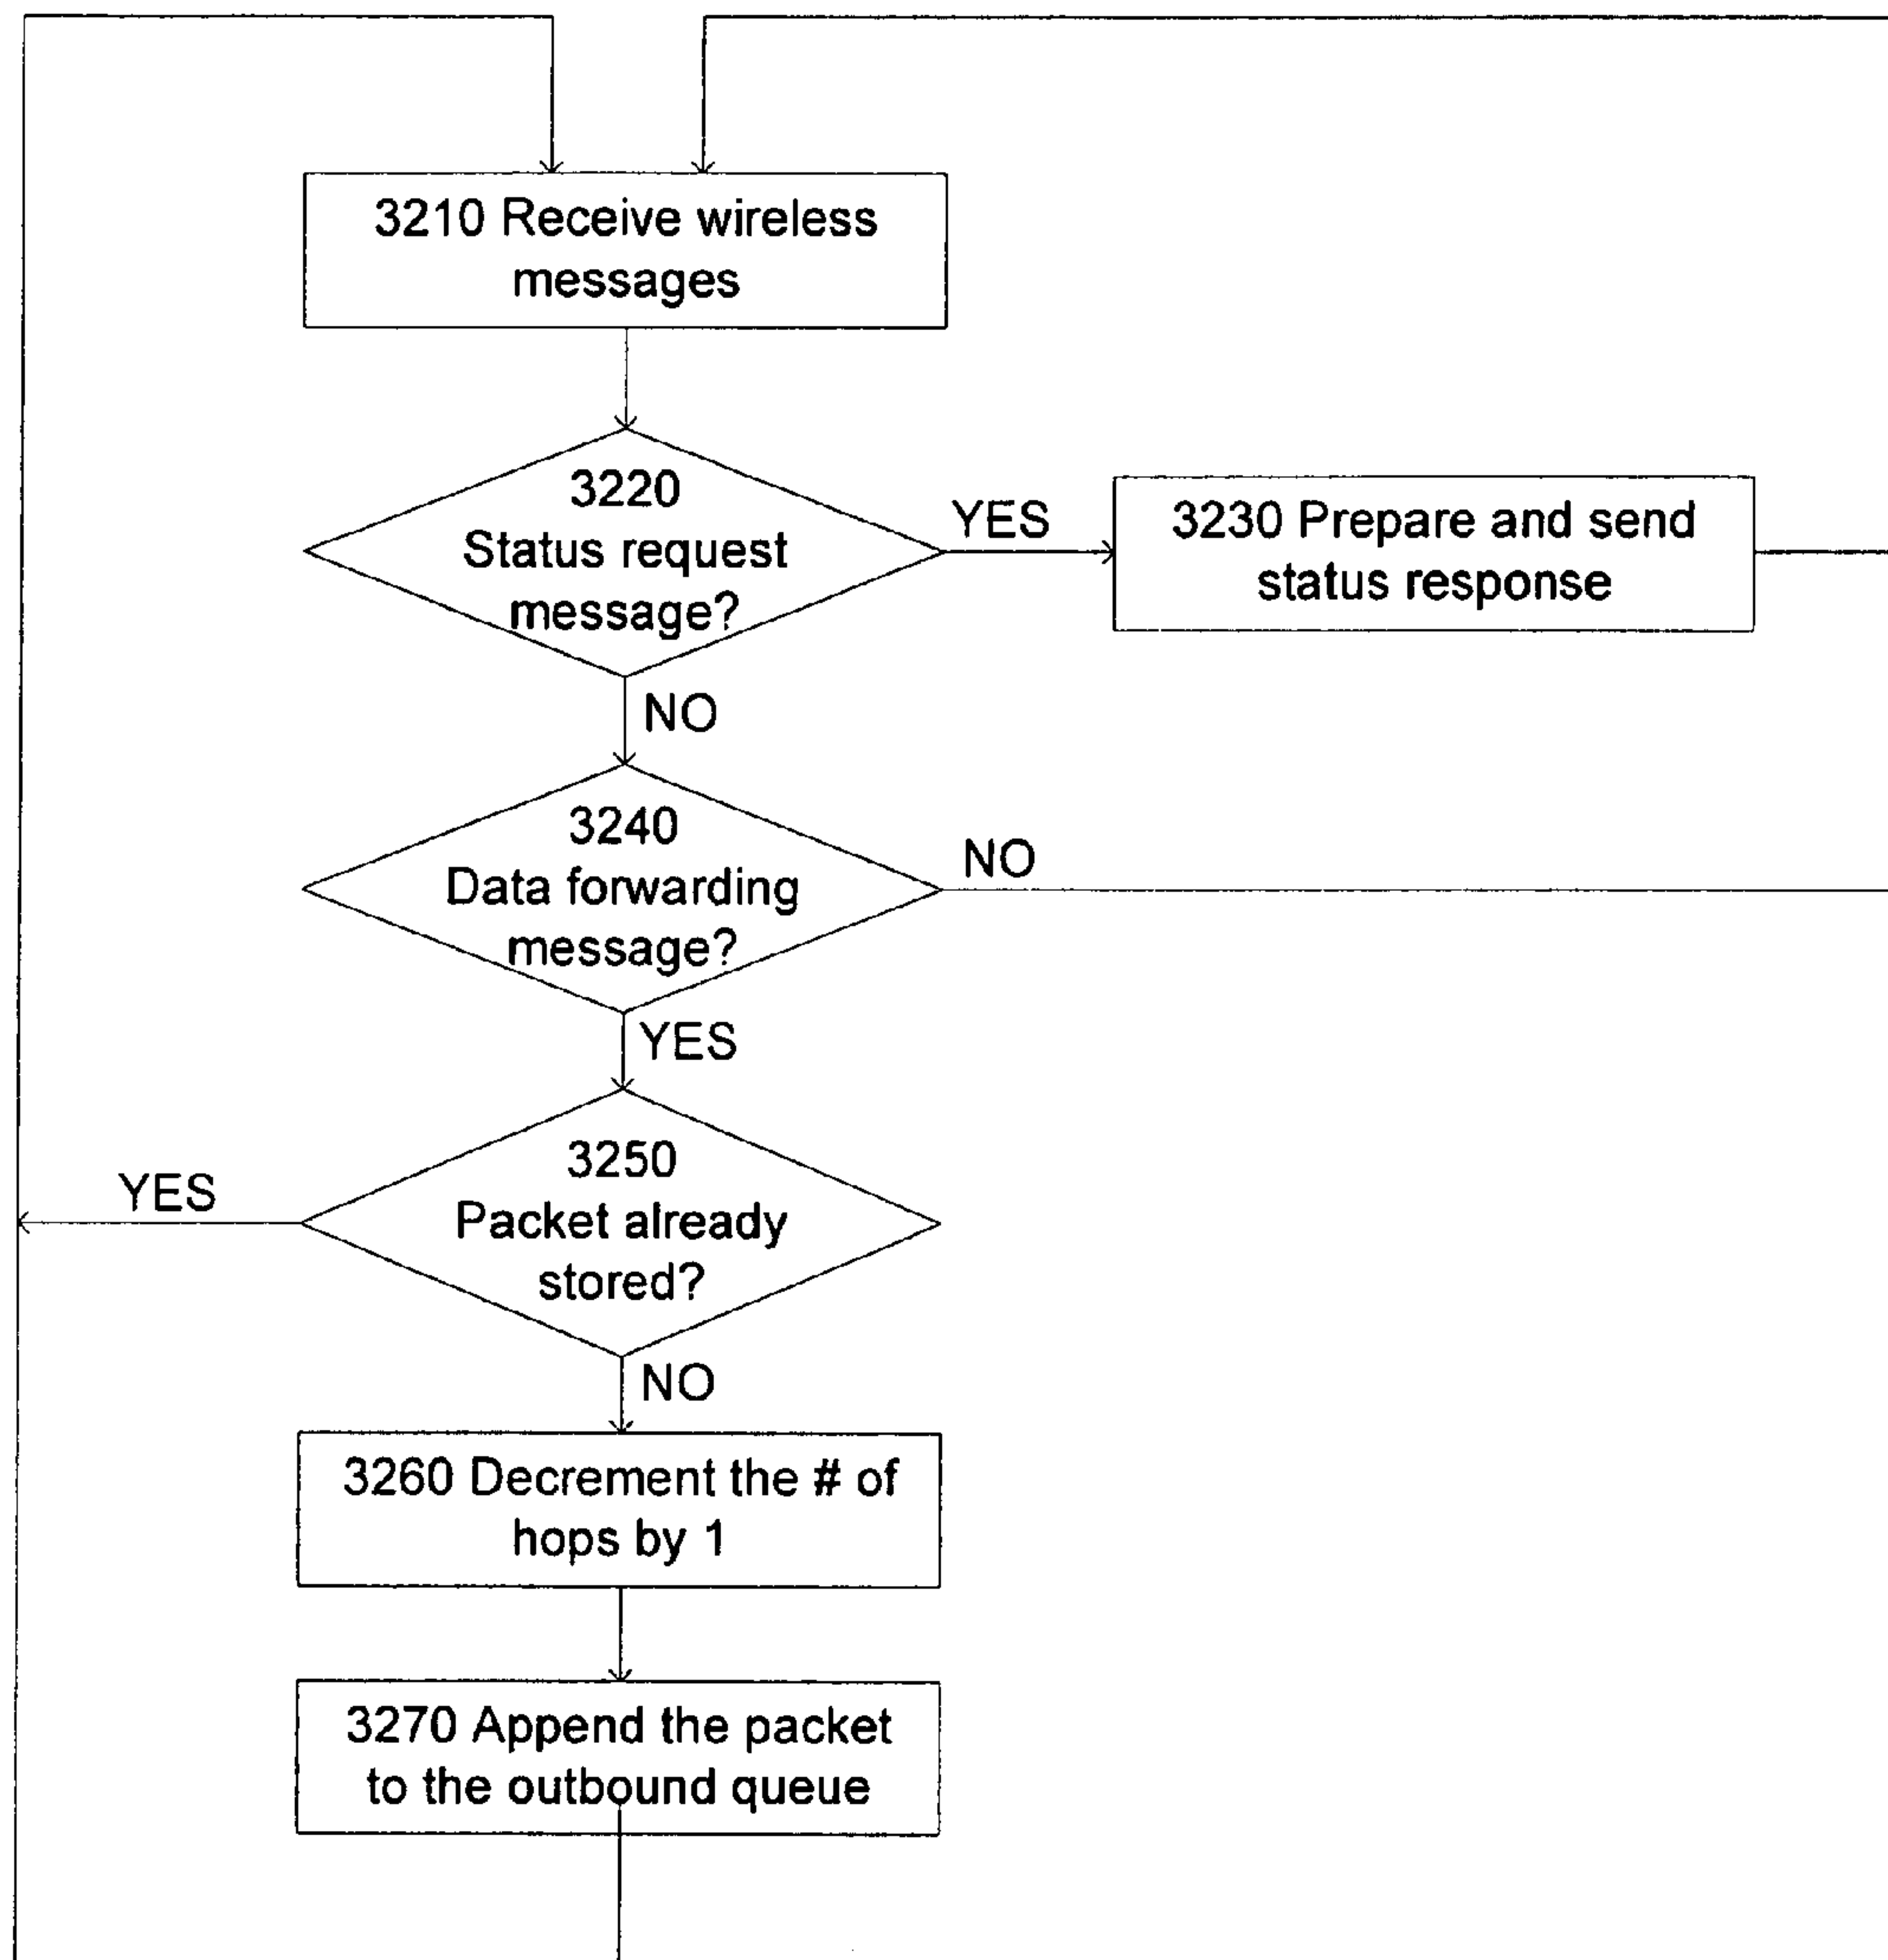 3210 Receive wireless
messages
3220
Status request
message?
YES
3230 Prepare and send
status response
NO
3240
Data forwarding
message?
NO
YES
3250
Packet already
stored?
YES
NO
3260 Decrement the # of
hops by 1
3270 Append the packet
to the outbound queue